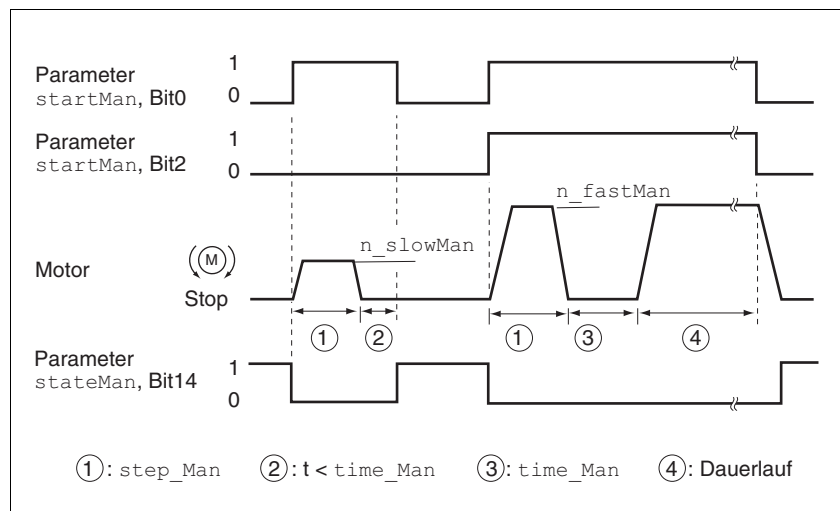 Parameter
startMan, Bit0
1
0
Parameter
startMan, Bit2
1
0
n_fastMan
n_slowMan
Motor
M
Stop
1
2
1
3
4
Parameter
stateMan, Bit14
1
0
1: step_Man 2: t < time_Man 3: time_Man 4: Dauerlauf